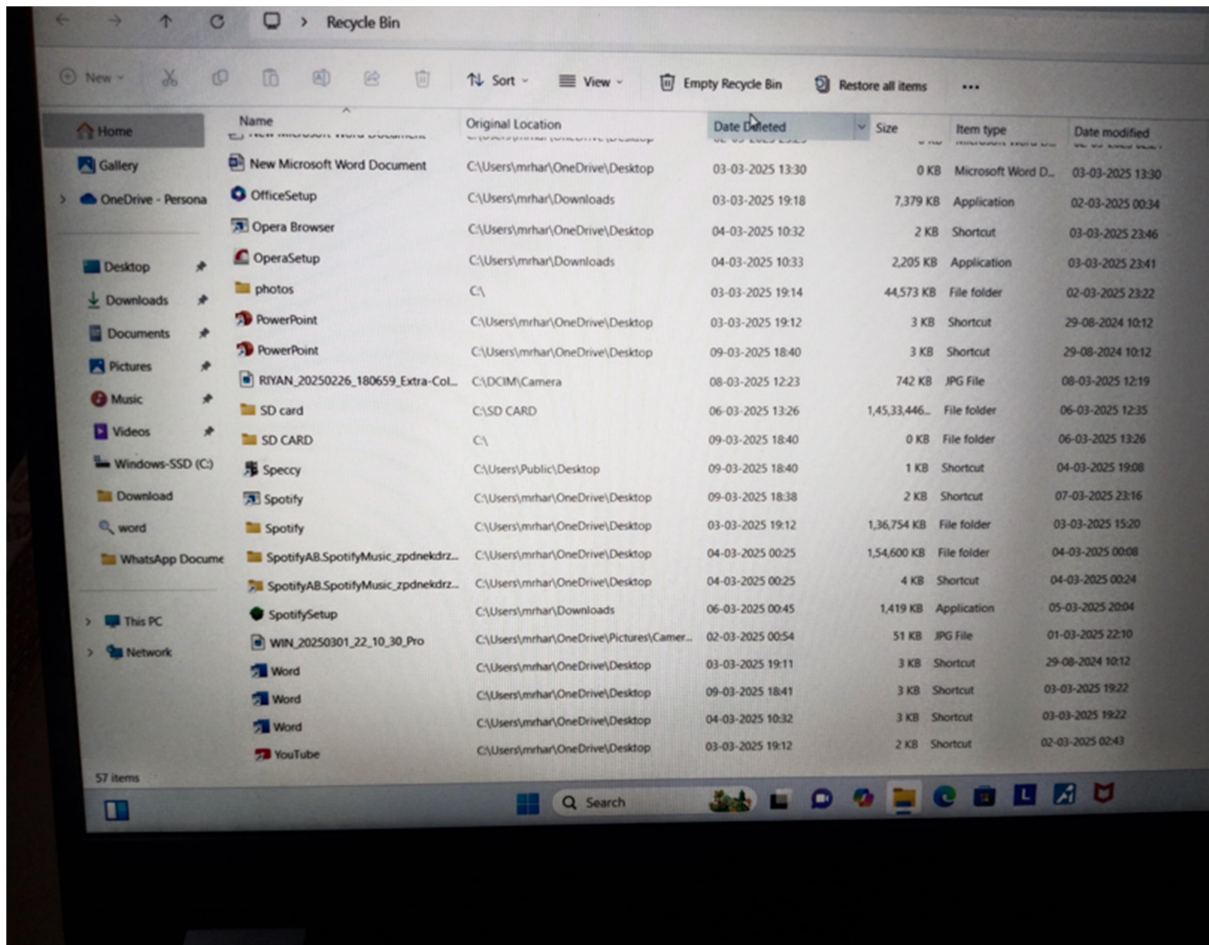 Recycle Bin
New Sort View Empty Recycle Bin Restore all items ...
Name Original Location Date Deleted Size Item type Date modified
Home
Gallery
OneDrive - Persona
Desktop
Downloads
Documents
Pictures
Music
Videos
Windows-SSD (C:)
Download
word
WhatsApp Docume
This PC
Network
New Microsoft Word Document C:\Users\mrhar\OneDrive\Desktop
New Microsoft Word Document C:\Users\mrhar\OneDrive\Desktop 03-03-2025 13:30 0 KB Microsoft Word D... 03-03-2025 13:30
OfficeSetup C:\Users\mrhar\Downloads 03-03-2025 19:18 7,379 KB Application 02-03-2025 00:34
Opera Browser C:\Users\mrhar\OneDrive\Desktop 04-03-2025 10:32 2 KB Shortcut 03-03-2025 23:46
OperaSetup C:\Users\mrhar\Downloads 04-03-2025 10:33 2,205 KB Application 03-03-2025 23:41
photos C:\ 03-03-2025 19:14 44,573 KB File folder 02-03-2025 23:22
PowerPoint C:\Users\mrhar\OneDrive\Desktop 03-03-2025 19:12 3 KB Shortcut 29-08-2024 10:12
PowerPoint C:\Users\mrhar\OneDrive\Desktop 09-03-2025 18:40 3 KB Shortcut 29-08-2024 10:12
RIYAN_20250226_180659_Extra-Col... C:\DCIM\Camera 08-03-2025 12:23 742 KB JPG File 08-03-2025 12:19
SD card C:\SD CARD 06-03-2025 13:26 1,45,33,446... File folder 06-03-2025 12:35
SD CARD C:\ 09-03-2025 18:40 0 KB File folder 06-03-2025 13:26
Speccy C:\Users\Public\Desktop 09-03-2025 18:40 1 KB Shortcut 04-03-2025 19:08
Spotify C:\Users\mrhar\OneDrive\Desktop 09-03-2025 18:38 2 KB Shortcut 07-03-2025 23:16
Spotify C:\Users\mrhar\OneDrive\Desktop 03-03-2025 19:12 1,36,754 KB File folder 03-03-2025 15:20
SpotifyAB.SpotifyMusic_zpdnekdrz... C:\Users\mrhar\OneDrive\Desktop 04-03-2025 00:25 1,54,600 KB File folder 04-03-2025 00:08
SpotifyAB.SpotifyMusic_zpdnekdrz... C:\Users\mrhar\OneDrive\Desktop 04-03-2025 00:25 4 KB Shortcut 04-03-2025 00:24
SpotifySetup C:\Users\mrhar\Downloads 06-03-2025 00:45 1,419 KB Application 05-03-2025 20:04
WIN_20250301_22_10_30_Pro C:\Users\mrhar\OneDrive\Pictures\Camer... 02-03-2025 00:54 51 KB JPG File 01-03-2025 22:10
Word C:\Users\mrhar\OneDrive\Desktop 03-03-2025 19:11 3 KB Shortcut 29-08-2024 10:12
Word C:\Users\mrhar\OneDrive\Desktop 09-03-2025 18:41 3 KB Shortcut 03-03-2025 19:22
Word C:\Users\mrhar\OneDrive\Desktop 04-03-2025 10:32 3 KB Shortcut 03-03-2025 19:22
YouTube C:\Users\mrhar\OneDrive\Desktop 03-03-2025 19:12 2 KB Shortcut 02-03-2025 02:43
57 items
Search
L